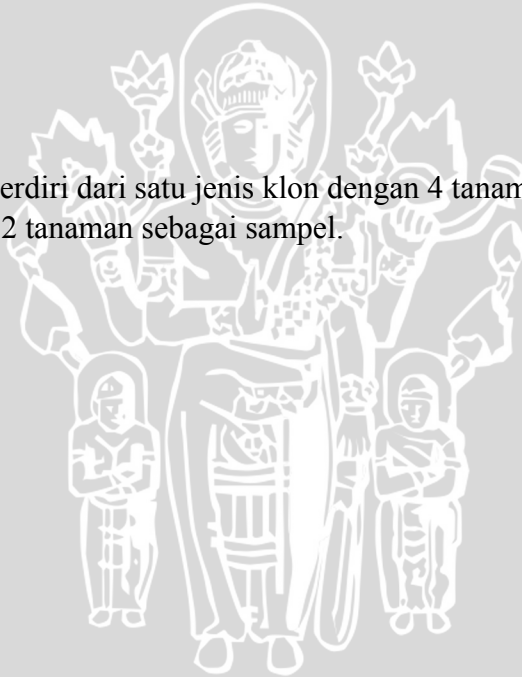 erdiri dari satu jenis klon dengan 4 tanam
2 tanaman sebagai sampel.